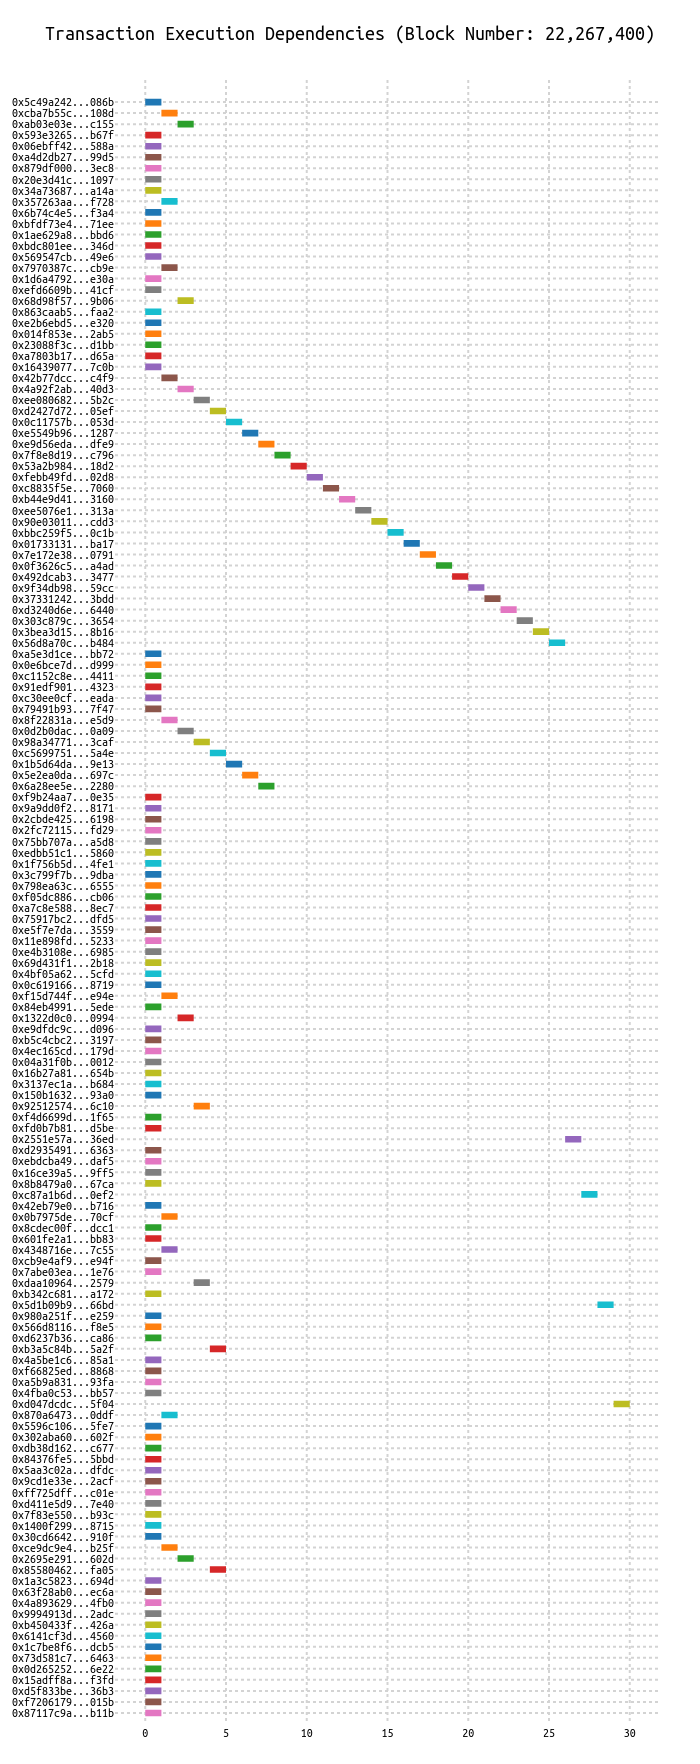 Transaction Execution Dependencies (Block Number: 22,267,400)
0x5c49a242...086b
0xcba7b55c...108d
0xab03e03e...c155
0x593e3265...b67f
0x06ebff42...588a
0xa4d2db27...99d5
0x879df000...3ec8
0x20e3d41c...1097
0x34a73687...a14a
0x357263aa...f728
0x6b74c4e5...f3a4
0xbfdf73e4...71ee
0x1ae629a8...bbd6
0xbdc801ee...346d
0x569547cb...49e6
0x7970387c...cb9e
0x1d6a4792...e30a
0xefd6609b...41cf
0x68d98f57...9b06
0x863caab5...faa2
0xe2b6ebd5...e320
0x014f853e...2ab5
0x23088f3c...d1bb
0xa7803b17...d65a
0x16439077...7c0b
0x42b77dcc...c4f9
0x4a92f2ab...40d3
0xee080682...5b2c
0xd2427d72...05ef
0x0c11757b...053d
0xe5549b96...1287
0xe9d56eda...dfe9
0x7f8e8d19...c796
0x53a2b984...18d2
0xfebb49fd...02d8
0xc8835f5e...7060
0xb44e9d41...3160
0xee5076e1...313a
0x90e03011...cdd3
0xbbc259f5...0c1b
0x01733131...ba17
0x7e172e38...0791
0x0f3626c5...a4ad
0x492dcab3...3477
0x9f34db98...59cc
0x37331242...3bdd
0xd3240d6e...6440
0x303c879c...3654
0x3bea3d15...8b16
0x56d8a70c...b484
0xa5e3d1ce...bb72
0x0e6bce7d...d999
0xc1152c8e...4411
0x91edf901...4323
0xc30ee0cf...eada
0x79491b93...7f47
0x8f22831a...e5d9
0x0d2b0dac...0a09
0x98a34771...3caf
0xc5699751...5a4e
0x1b5d64da...9e13
0x5e2ea0da...697c
0x6a28ee5e...2280
0xf9b24aa7...0e35
0x9a9dd0f2...8171
0x2cbde425...6198
0x2fc72115...fd29
0x75bb707a...a5d8
0xedbb51c1...5860
0x1f756b5d...4fe1
0x3c799f7b...9dba
0x798ea63c...6555
0xf05dc886...cb06
0xa7c8e588...8ec7
0x75917bc2...dfd5
0xe5f7e7da...3559
0x11e898fd...5233
0xe4b3108e...6985
0x69d431f1...2b18
0x4bf05a62...5cfd
0x0c619166...8719
0xf15d744f...e94e
0x84eb4991...5ede
0x1322d0c0...0994
0xe9dfdc9c...d096
0xb5c4cbc2...3197
0x4ec165cd...179d
0x04a31f0b...0012
0x16b27a81...654b
0x3137ec1a...b684
0x150b1632...93a0
0x92512574...6c10
0xf4d6699d...1f65
0xfd0b7b81...d5be
0x2551e57a...36ed
0xd2935491...6363
0xebdcba49...daf5
0x16ce39a5...9ff5
0x8b8479a0...67ca
0xc87a1b6d...0ef2
0x42eb79e0...b716
0x0b7975de...70cf
0x8cdec00f...dcc1
0x601fe2a1...bb83
0x4348716e...7c55
0xcb9e4af9...e94f
0x7abe03ea...1e76
0xdaa10964...2579
0xb342c681...a172
0x5d1b09b9...66bd
0x980a251f...e259
0x566d8116...f8e5
0xd6237b36...ca86
0xb3a5c84b...5a2f
0x4a5be1c6...85a1
0xf66825ed...8868
0xa5b9a831...93fa
0x4fba0c53...bb57
0xd047dcdc...5f04
0x870a6473...0ddf
0x5596c106...5fe7
0x302aba60...602f
0xdb38d162...c677
0x84376fe5...5bbd
0x5aa3c02a...dfdc
0x9cd1e33e...2acf
0xff725dff...c01e
0xd411e5d9...7e40
0x7f83e550...b93c
0x1400f299...8715
0x30cd6642...910f
0xce9dc9e4...b25f
0x2695e291...602d
0x85580462...fa05
0x1a3c5823...694d
0x63f28ab0...ec6a
0x4a893629...4fb0
0x9994913d...2adc
0xb450433f...426a
0x6141cf3d...4560
0x1c7be8f6...dcb5
0x73d581c7...6463
0x0d265252...6e22
0x15adff8a...f3fd
0xd5f833be...36b3
0xf7206179...015b
0x87117c9a...b11b
0 5 10 15 20 25 30